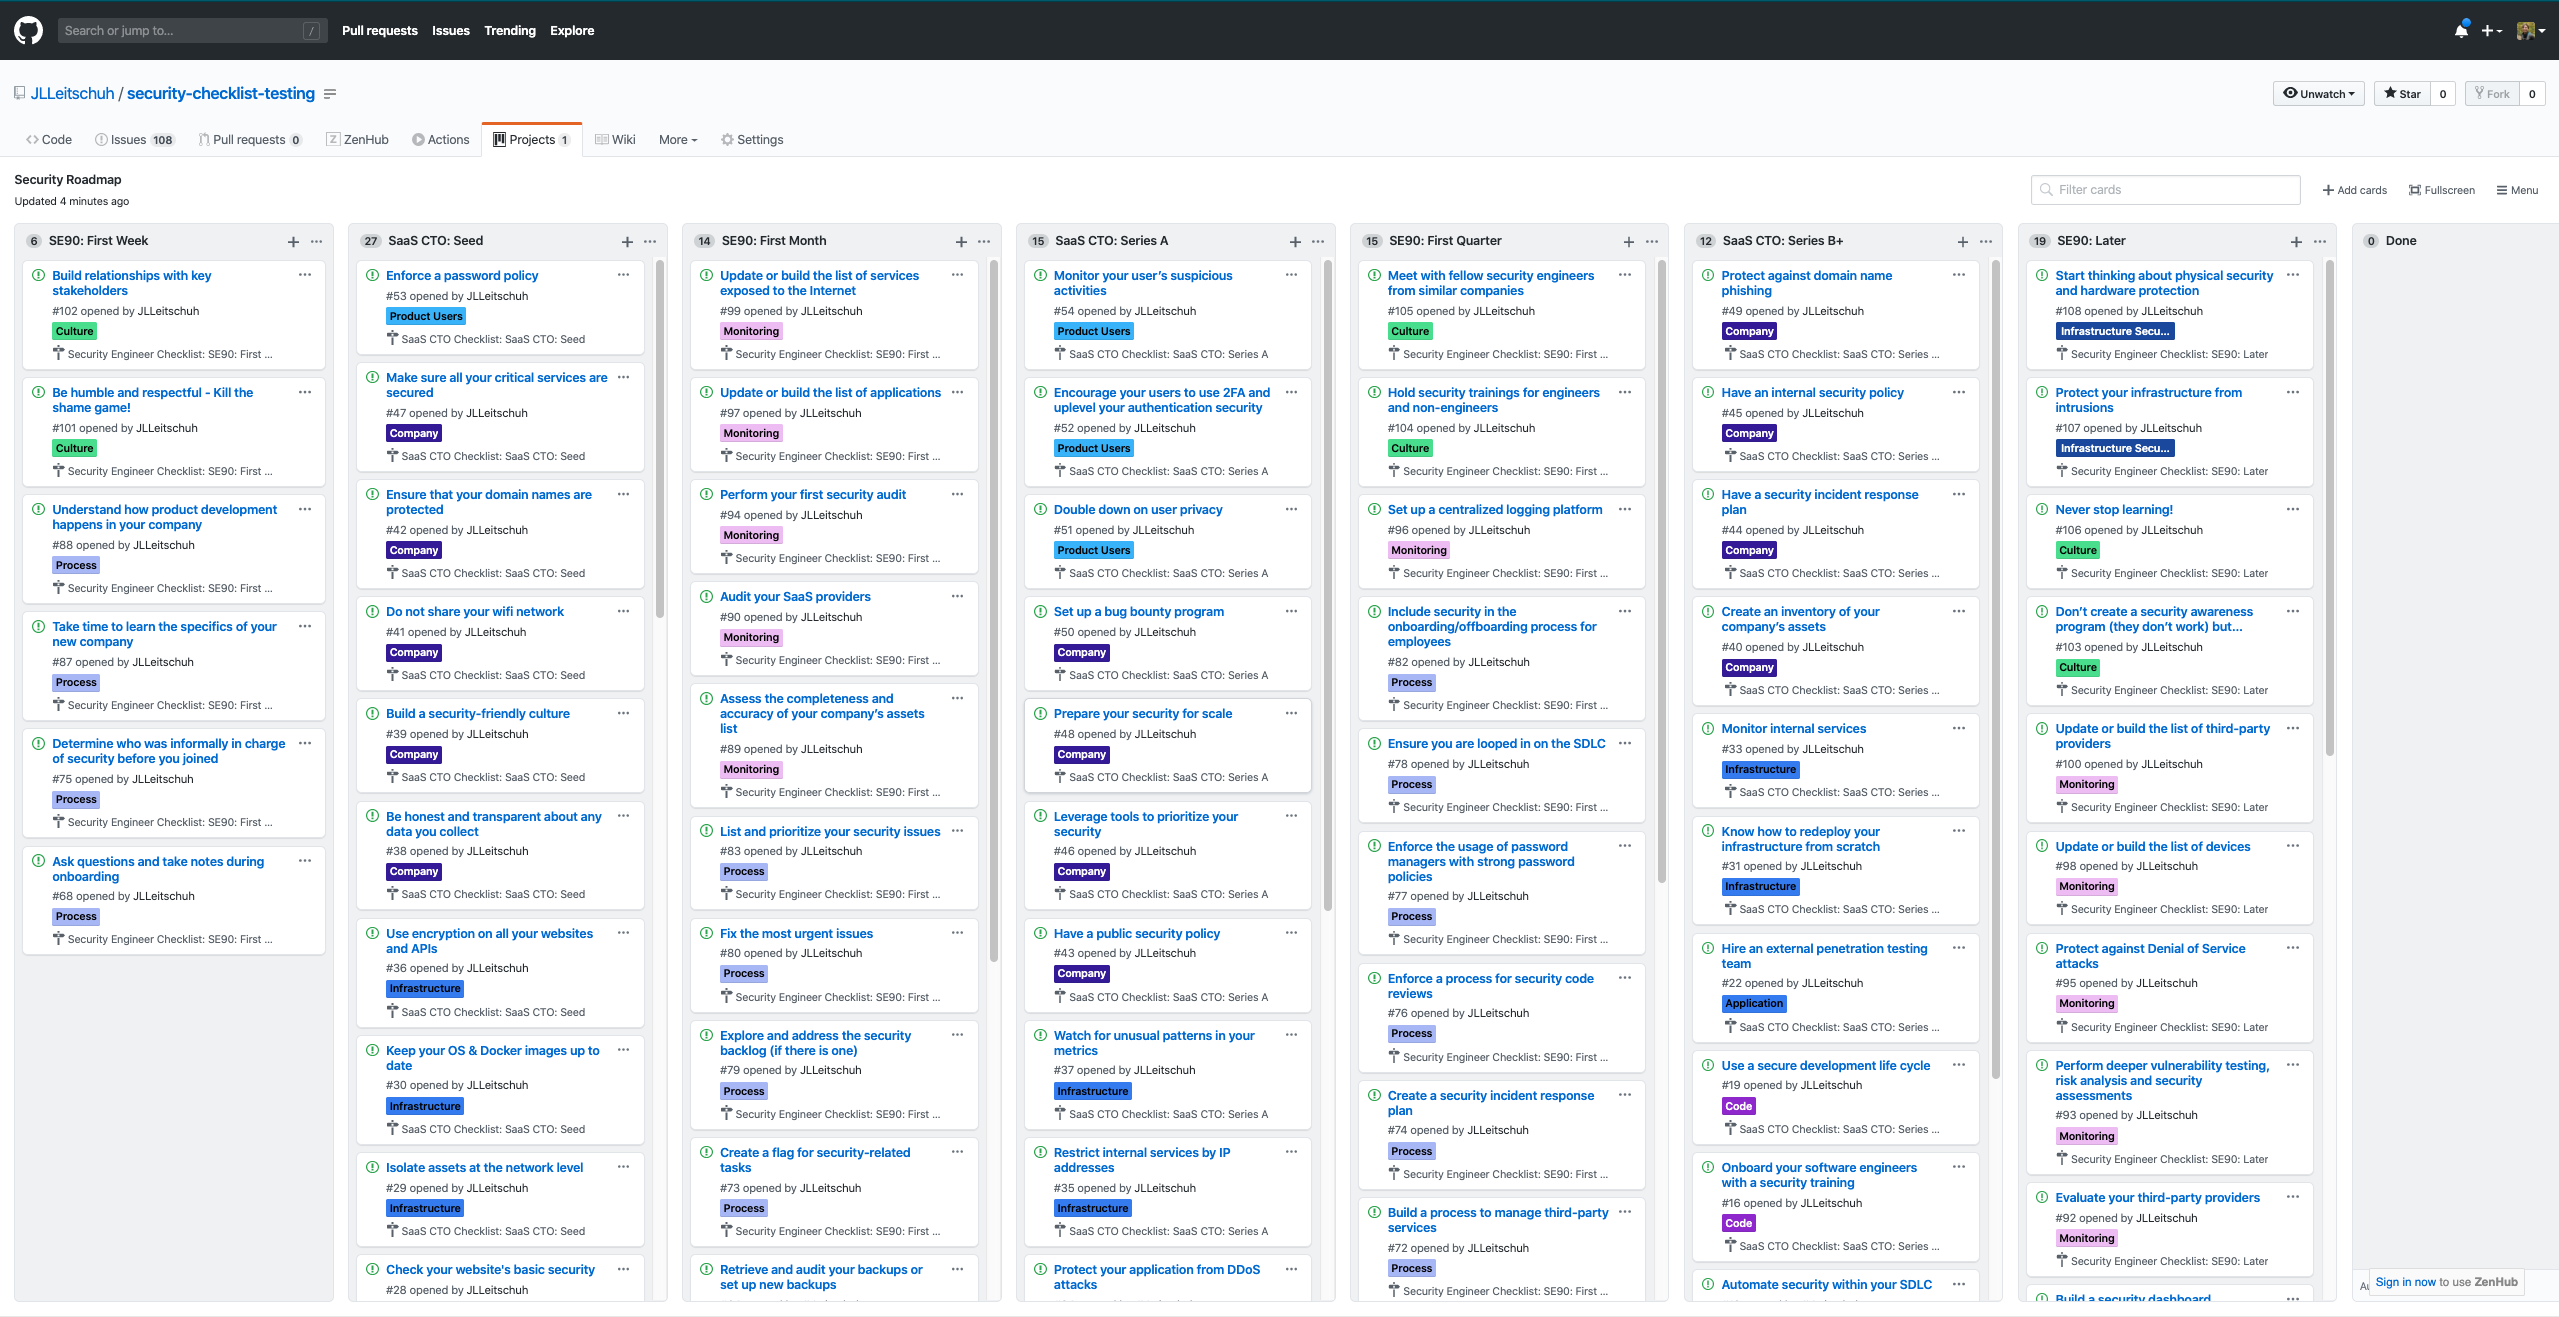 Search or jump to...
/
Pull requests
Issues
Trending
Explore
JLLeitschuh / security-checklist-testing
Unwatch
Star
0
Fork
0
Code
Issues 108
Pull requests 0
ZenHub
Actions
Projects 1
Wiki
More
Settings
Security Roadmap
Updated 4 minutes ago
Filter cards
Add cards
Fullscreen
Menu
6 SE90: First Week
Build relationships with key
stakeholders
#102 opened by JLLeitschuh
Culture
Security Engineer Checklist: SE90: First ...
Be humble and respectful - Kill the
shame game!
#101 opened by JLLeitschuh
Culture
Security Engineer Checklist: SE90: First ...
Understand how product development
happens in your company
#88 opened by JLLeitschuh
Process
Security Engineer Checklist: SE90: First ...
Take time to learn the specifics of your
new company
#87 opened by JLLeitschuh
Process
Security Engineer Checklist: SE90: First ...
Determine who was informally in charge
of security before you joined
#75 opened by JLLeitschuh
Process
Security Engineer Checklist: SE90: First ...
Ask questions and take notes during
onboarding
#68 opened by JLLeitschuh
Process
Security Engineer Checklist: SE90: First ...
27 SaaS CTO: Seed
Enforce a password policy
#53 opened by JLLeitschuh
Product Users
SaaS CTO Checklist: SaaS CTO: Seed
Make sure all your critical services are
secured
#47 opened by JLLeitschuh
Company
SaaS CTO Checklist: SaaS CTO: Seed
Ensure that your domain names are
protected
#42 opened by JLLeitschuh
Company
SaaS CTO Checklist: SaaS CTO: Seed
Do not share your wifi network
#41 opened by JLLeitschuh
Company
SaaS CTO Checklist: SaaS CTO: Seed
Build a security-friendly culture
#39 opened by JLLeitschuh
Company
SaaS CTO Checklist: SaaS CTO: Seed
Be honest and transparent about any
data you collect
#38 opened by JLLeitschuh
Company
SaaS CTO Checklist: SaaS CTO: Seed
Use encryption on all your websites
and APIs
#36 opened by JLLeitschuh
Infrastructure
SaaS CTO Checklist: SaaS CTO: Seed
Keep your OS & Docker images up to
date
#30 opened by JLLeitschuh
Infrastructure
SaaS CTO Checklist: SaaS CTO: Seed
Isolate assets at the network level
#29 opened by JLLeitschuh
Infrastructure
SaaS CTO Checklist: SaaS CTO: Seed
Check your website's basic security
#28 opened by JLLeitschuh
14 SE90: First Month
Update or build the list of services
exposed to the Internet
#99 opened by JLLeitschuh
Monitoring
Security Engineer Checklist: SE90: First ...
Update or build the list of applications
#97 opened by JLLeitschuh
Monitoring
Security Engineer Checklist: SE90: First ...
Perform your first security audit
#94 opened by JLLeitschuh
Monitoring
Security Engineer Checklist: SE90: First ...
Audit your SaaS providers
#90 opened by JLLeitschuh
Monitoring
Security Engineer Checklist: SE90: First ...
Assess the completeness and
accuracy of your company’s assets
list
#89 opened by JLLeitschuh
Monitoring
Security Engineer Checklist: SE90: First ...
List and prioritize your security issues
#83 opened by JLLeitschuh
Process
Security Engineer Checklist: SE90: First ...
Fix the most urgent issues
#80 opened by JLLeitschuh
Process
Security Engineer Checklist: SE90: First ...
Explore and address the security
backlog (if there is one)
#79 opened by JLLeitschuh
Process
Security Engineer Checklist: SE90: First ...
Create a flag for security-related
tasks
#73 opened by JLLeitschuh
Process
Security Engineer Checklist: SE90: First ...
Retrieve and audit your backups or
set up new backups
15 SaaS CTO: Series A
Monitor your user’s suspicious
activities
#54 opened by JLLeitschuh
Product Users
SaaS CTO Checklist: SaaS CTO: Series A
Encourage your users to use 2FA and
uplevel your authentication security
#52 opened by JLLeitschuh
Product Users
SaaS CTO Checklist: SaaS CTO: Series A
Double down on user privacy
#51 opened by JLLeitschuh
Product Users
SaaS CTO Checklist: SaaS CTO: Series A
Set up a bug bounty program
#50 opened by JLLeitschuh
Company
SaaS CTO Checklist: SaaS CTO: Series A
Prepare your security for scale
#48 opened by JLLeitschuh
Company
SaaS CTO Checklist: SaaS CTO: Series A
Leverage tools to prioritize your
security
#46 opened by JLLeitschuh
Company
SaaS CTO Checklist: SaaS CTO: Series A
Have a public security policy
#43 opened by JLLeitschuh
Company
SaaS CTO Checklist: SaaS CTO: Series A
Watch for unusual patterns in your
metrics
#37 opened by JLLeitschuh
Infrastructure
SaaS CTO Checklist: SaaS CTO: Series A
Restrict internal services by IP
addresses
#35 opened by JLLeitschuh
Infrastructure
SaaS CTO Checklist: SaaS CTO: Series A
Protect your application from DDoS
attacks
15 SE90: First Quarter
Meet with fellow security engineers
from similar companies
#105 opened by JLLeitschuh
Culture
Security Engineer Checklist: SE90: First ...
Hold security trainings for engineers
and non-engineers
#104 opened by JLLeitschuh
Culture
Security Engineer Checklist: SE90: First ...
Set up a centralized logging platform
#96 opened by JLLeitschuh
Monitoring
Security Engineer Checklist: SE90: First ...
Include security in the
onboarding/offboarding process for
employees
#82 opened by JLLeitschuh
Process
Security Engineer Checklist: SE90: First ...
Ensure you are looped in on the SDLC
#78 opened by JLLeitschuh
Process
Security Engineer Checklist: SE90: First ...
Enforce the usage of password
managers with strong password
policies
#77 opened by JLLeitschuh
Process
Security Engineer Checklist: SE90: First ...
Enforce a process for security code
reviews
#76 opened by JLLeitschuh
Process
Security Engineer Checklist: SE90: First ...
Create a security incident response
plan
#74 opened by JLLeitschuh
Process
Security Engineer Checklist: SE90: First ...
Build a process to manage third-party
services
#72 opened by JLLeitschuh
Process
Security Engineer Checklist: SE90: First ...
12 SaaS CTO: Series B+
Protect against domain name
phishing
#49 opened by JLLeitschuh
Company
SaaS CTO Checklist: SaaS CTO: Series ...
Have an internal security policy
#45 opened by JLLeitschuh
Company
SaaS CTO Checklist: SaaS CTO: Series ...
Have a security incident response
plan
#44 opened by JLLeitschuh
Company
SaaS CTO Checklist: SaaS CTO: Series ...
Create an inventory of your
company’s assets
#40 opened by JLLeitschuh
Company
SaaS CTO Checklist: SaaS CTO: Series ...
Monitor internal services
#33 opened by JLLeitschuh
Infrastructure
SaaS CTO Checklist: SaaS CTO: Series ...
Know how to redeploy your
infrastructure from scratch
#31 opened by JLLeitschuh
Infrastructure
SaaS CTO Checklist: SaaS CTO: Series ...
Hire an external penetration testing
team
#22 opened by JLLeitschuh
Application
SaaS CTO Checklist: SaaS CTO: Series ...
Use a secure development life cycle
#19 opened by JLLeitschuh
Code
SaaS CTO Checklist: SaaS CTO: Series ...
Onboard your software engineers
with a security training
#16 opened by JLLeitschuh
Code
SaaS CTO Checklist: SaaS CTO: Series ...
Automate security within your SDLC
19 SE90: Later
Start thinking about physical security
and hardware protection
#108 opened by JLLeitschuh
Infrastructure Secu...
Security Engineer Checklist: SE90: Later
Protect your infrastructure from
intrusions
#107 opened by JLLeitschuh
Infrastructure Secu...
Security Engineer Checklist: SE90: Later
Never stop learning!
#106 opened by JLLeitschuh
Culture
Security Engineer Checklist: SE90: Later
Don’t create a security awareness
program (they don’t work) but...
#103 opened by JLLeitschuh
Culture
Security Engineer Checklist: SE90: Later
Update or build the list of third-party
providers
#100 opened by JLLeitschuh
Monitoring
Security Engineer Checklist: SE90: Later
Update or build the list of devices
#98 opened by JLLeitschuh
Monitoring
Security Engineer Checklist: SE90: Later
Protect against Denial of Service
attacks
#95 opened by JLLeitschuh
Monitoring
Security Engineer Checklist: SE90: Later
Perform deeper vulnerability testing,
risk analysis and security
assessments
#93 opened by JLLeitschuh
Monitoring
Security Engineer Checklist: SE90: Later
Evaluate your third-party providers
#92 opened by JLLeitschuh
Monitoring
Security Engineer Checklist: SE90: Later
Build a security dashboard
0 Done
Sign in now to use ZenHub